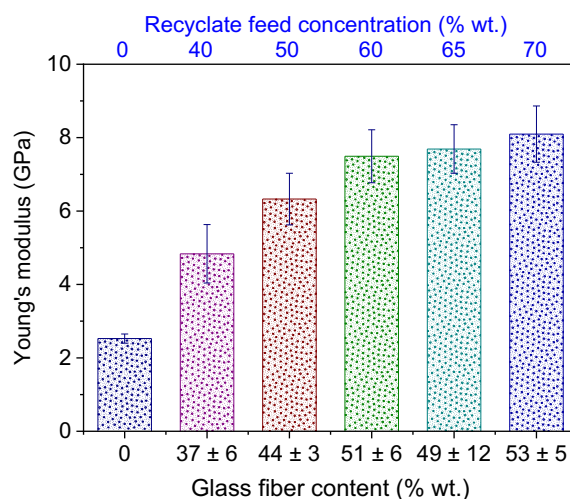 Recyclate feed concentration (% wt.)
0 40 50 60 65 70
10
8
6
4
2
0
Young's modulus (GPa)
0 37 ± 6 44 ± 3 51 ± 6 49 ± 12 53 ± 5
Glass fiber content (% wt.)